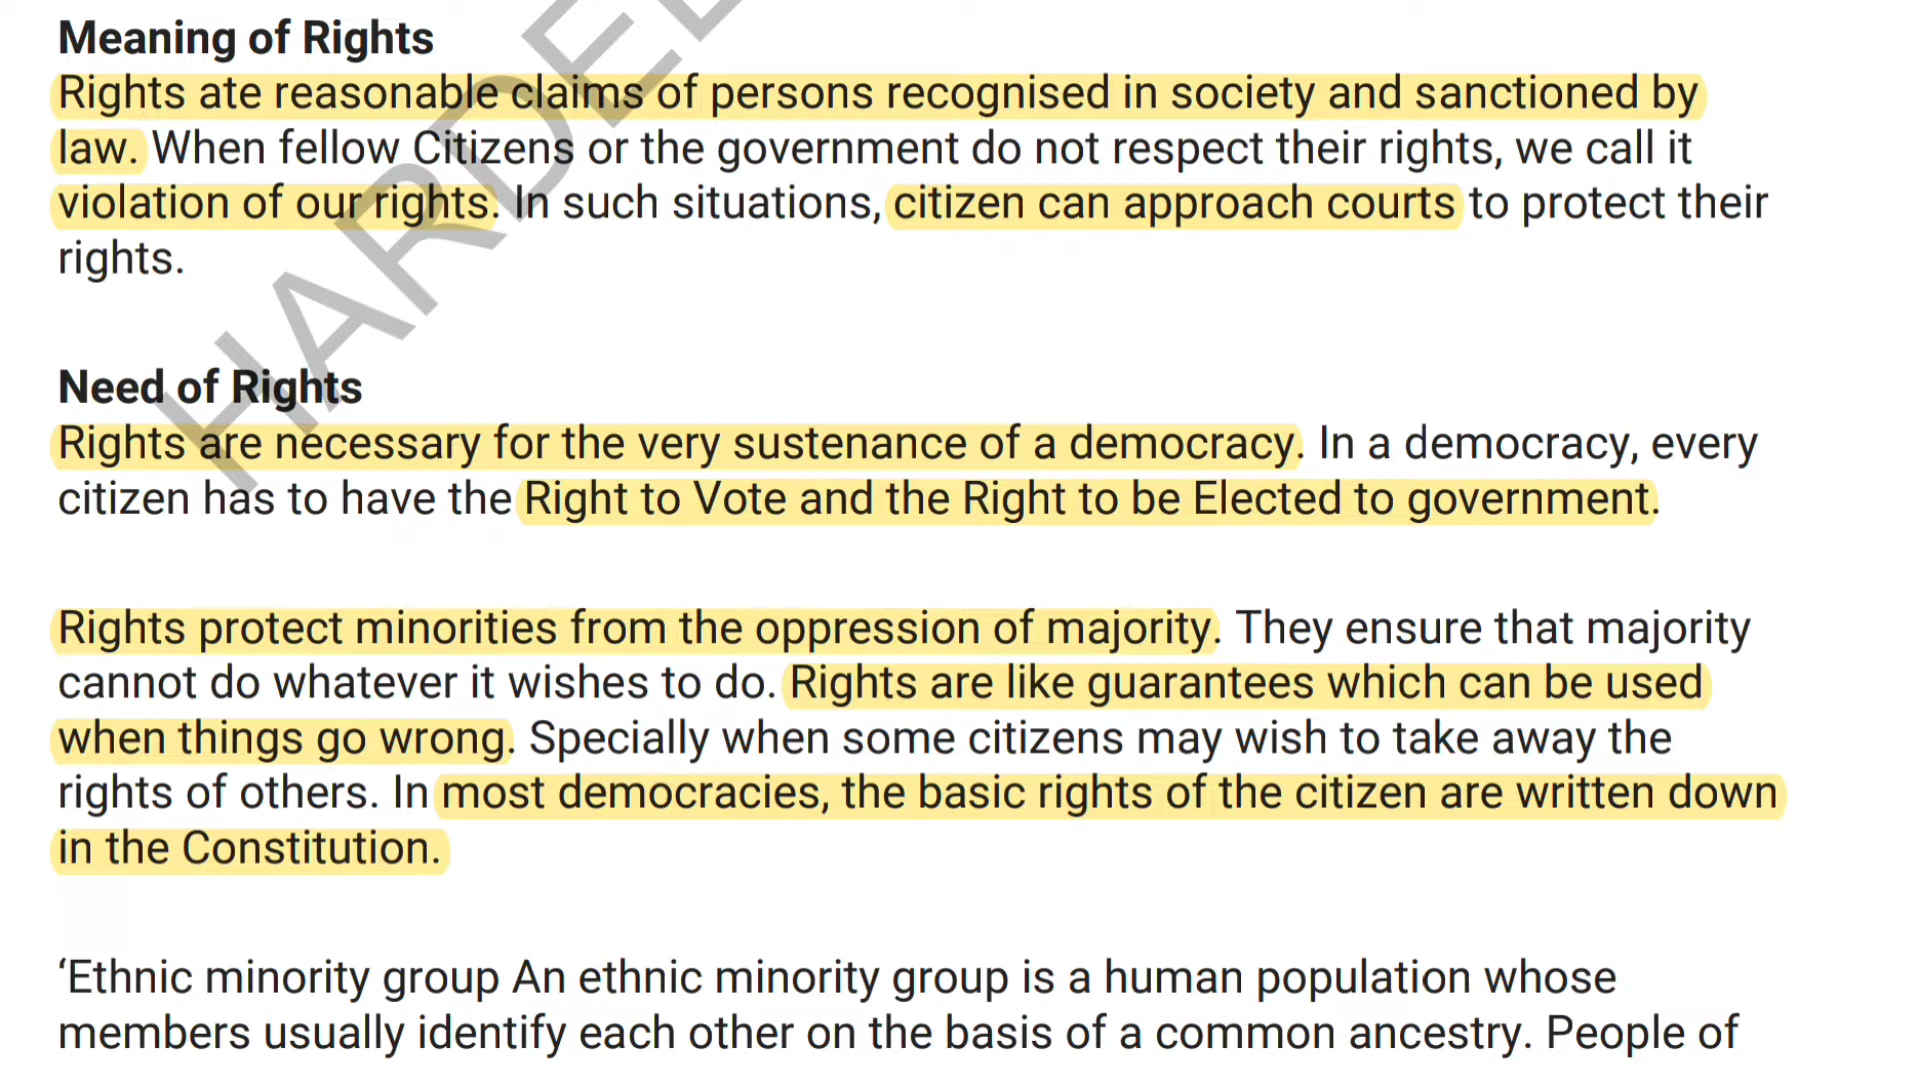 Meaning of Rights
Rights ate reasonable claims of persons recognised in society and sanctioned by
law. When fellow Citizens or the government do not respect their rights, we call it
violation of our rights. In such situations, citizen can approach courts to protect their
rights.
Need of Rights
Rights are necessary for the very sustenance of a democracy. In a democracy, every
citizen has to have the Right to Vote and the Right to be Elected to government.
Rights protect minorities from the oppression of majority. They ensure that majority
cannot do whatever it wishes to do. Rights are like guarantees which can be used
when things go wrong. Specially when some citizens may wish to take away the
rights of others. In most democracies, the basic rights of the citizen are written down
in the Constitution.
‘Ethnic minority group An ethnic minority group is a human population whose
members usually identify each other on the basis of a common ancestry. People of